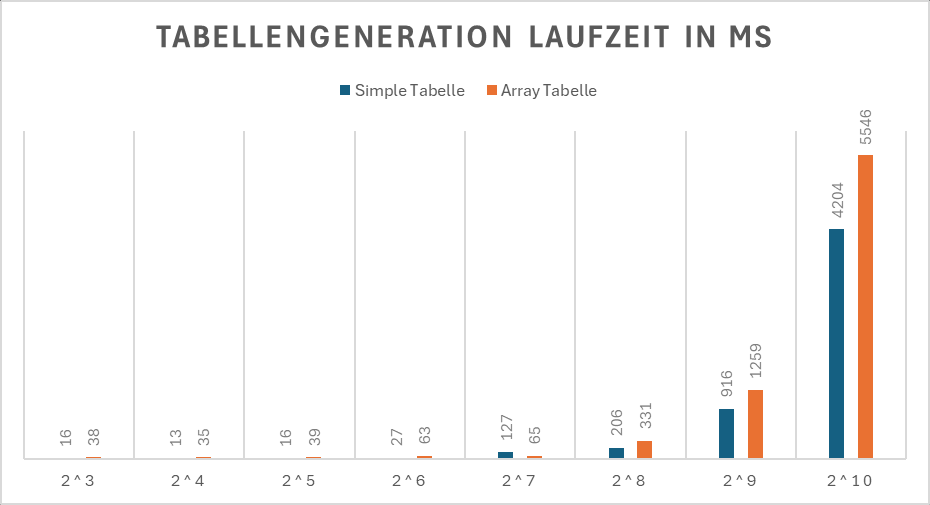 TABELLENGENERATION LAUFZEIT IN MS
Simple Tabelle Array Tabelle
16 38 13 35 16 39 27 63 127 65 206 331 916 1259 4204 5546
2^3 2^4 2^5 2^6 2^7 2^8 2^9 2^10